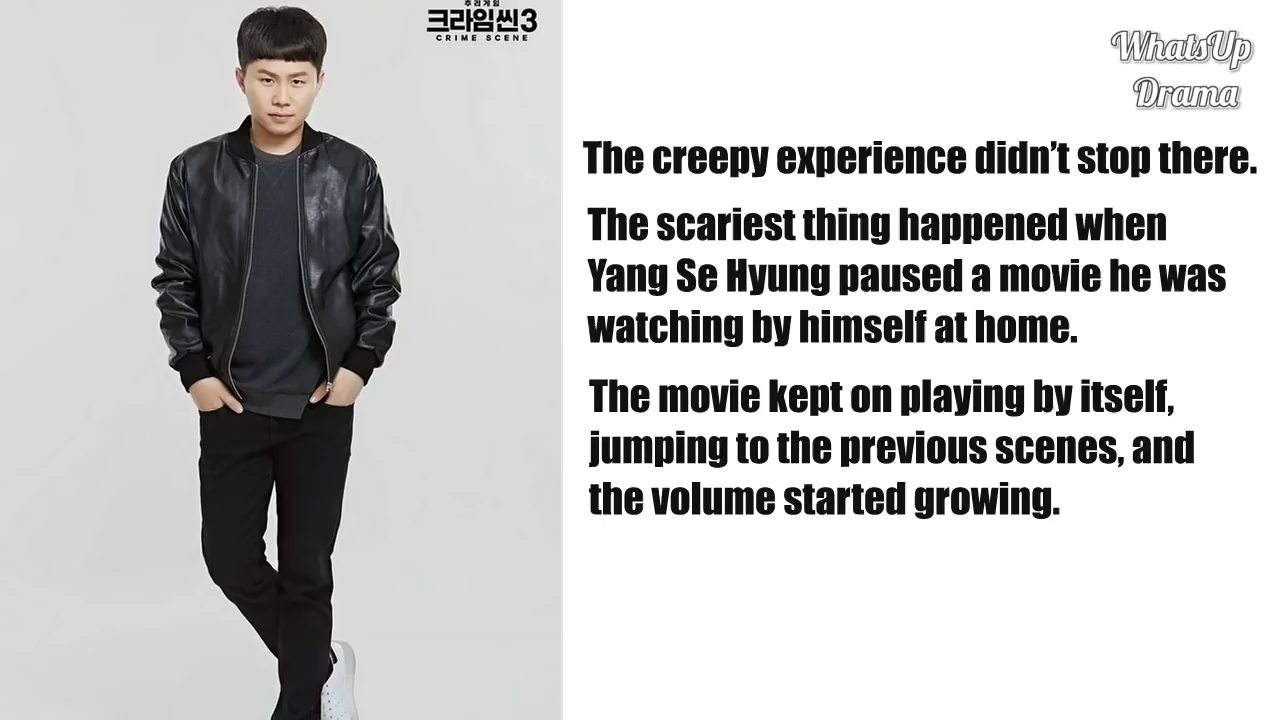 추리게임
크라임씬3
CRIME SCENE
WhatsUp
Drama
The creepy experience didn't stop there.
The scariest thing happened when
Yang Se Hyung paused a movie he was
watching by himself at home.
The movie kept on playing by itself,
jumping to the previous scenes, and
the volume started growing.